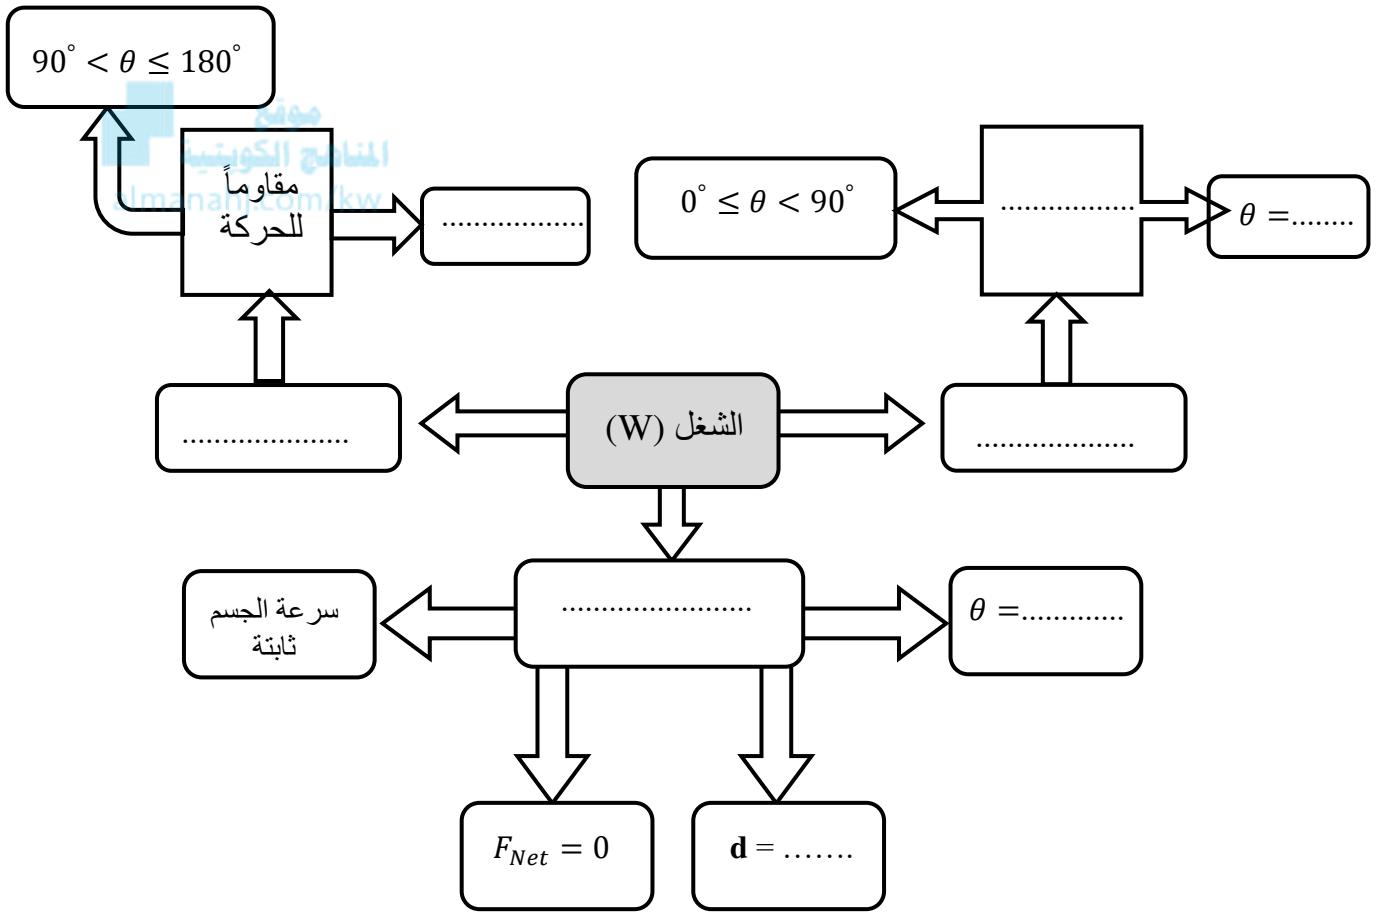 90° < θ ≤ 180°
موقع
المناهج الكويتية
almanahj.com/kw
مقاوماً
للحركة
..................
0° ≤ θ < 90°
.................
θ =........
.....................
الشغل (W)
....................
........................
سرعة الجسم
ثابتة
θ =.............
F_Net = 0
d = .......